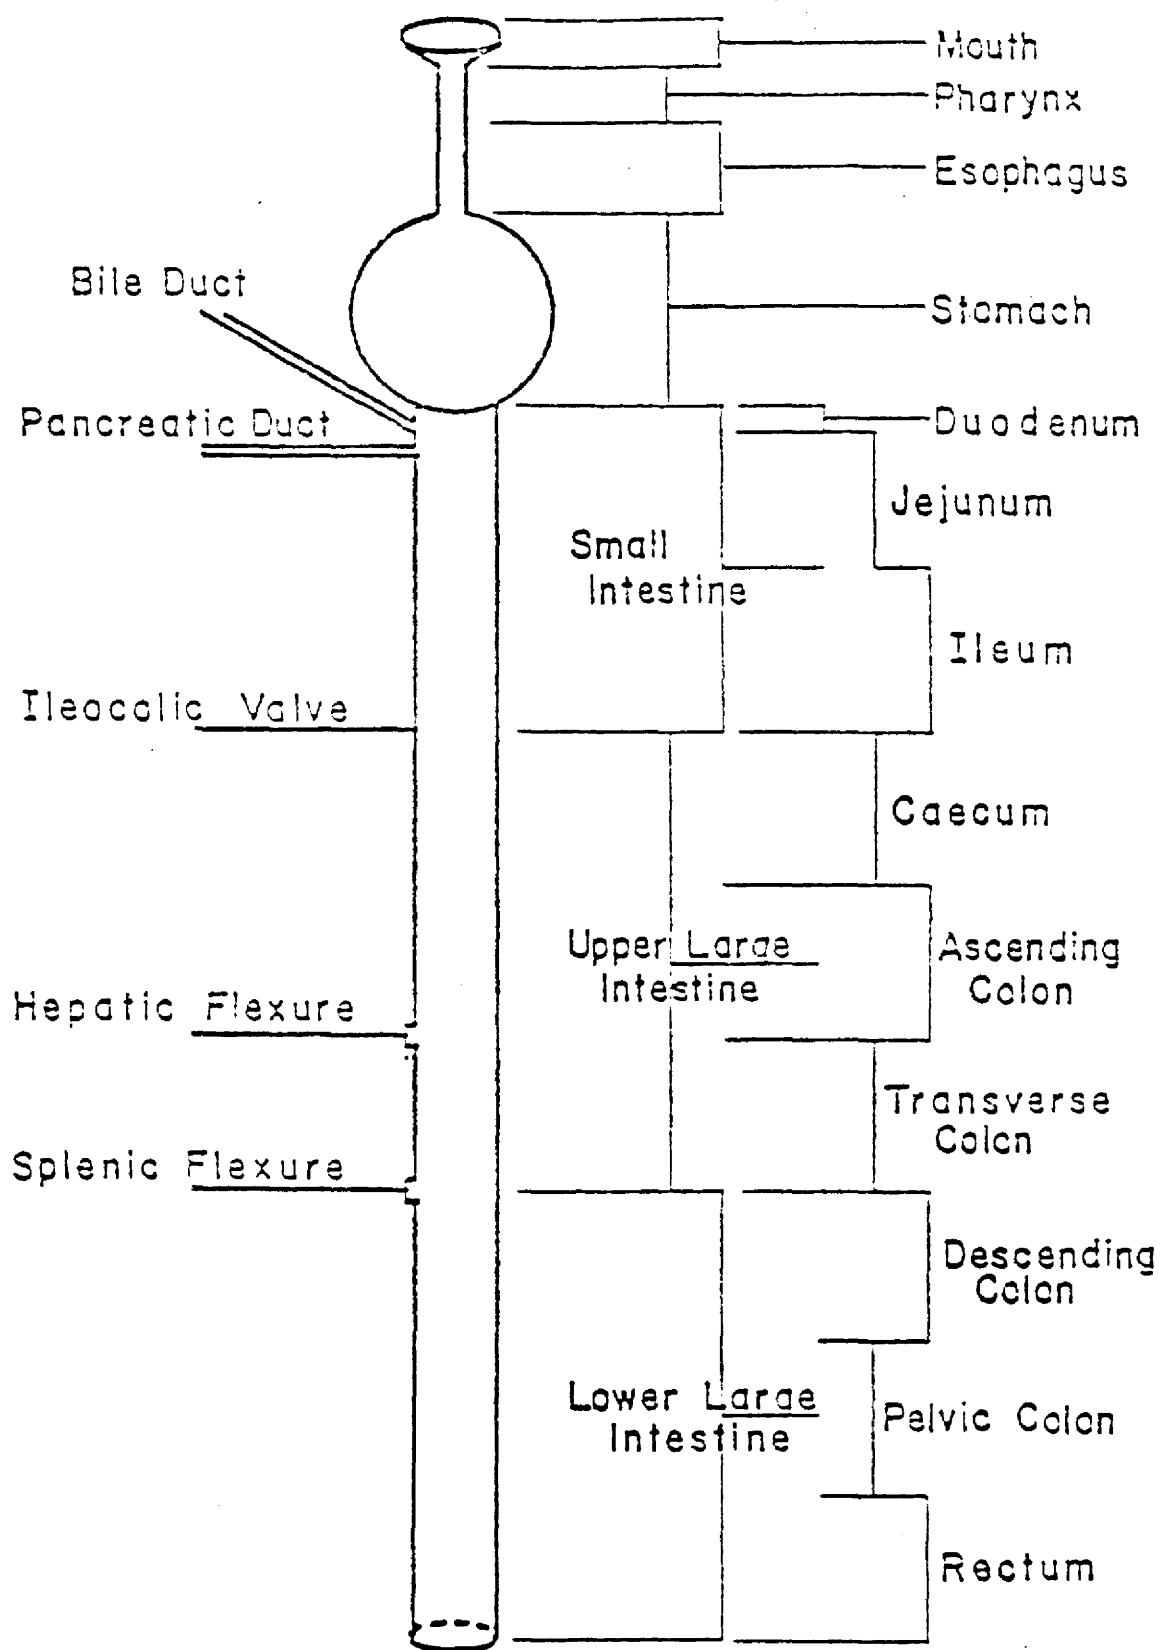 Mouth
Pharynx
Esophagus
Bile Duct
Stomach
Pancreatic Duct
Duodenum
Jejunum
Small
Intestine
Ileum
Ileocolic Valve
Caecum
Upper Large
Intestine
Ascending
Colon
Hepatic Flexure
Transverse
Colon
Splenic Flexure
Descending
Colon
Lower Large
Intestine
Pelvic Colon
Rectum